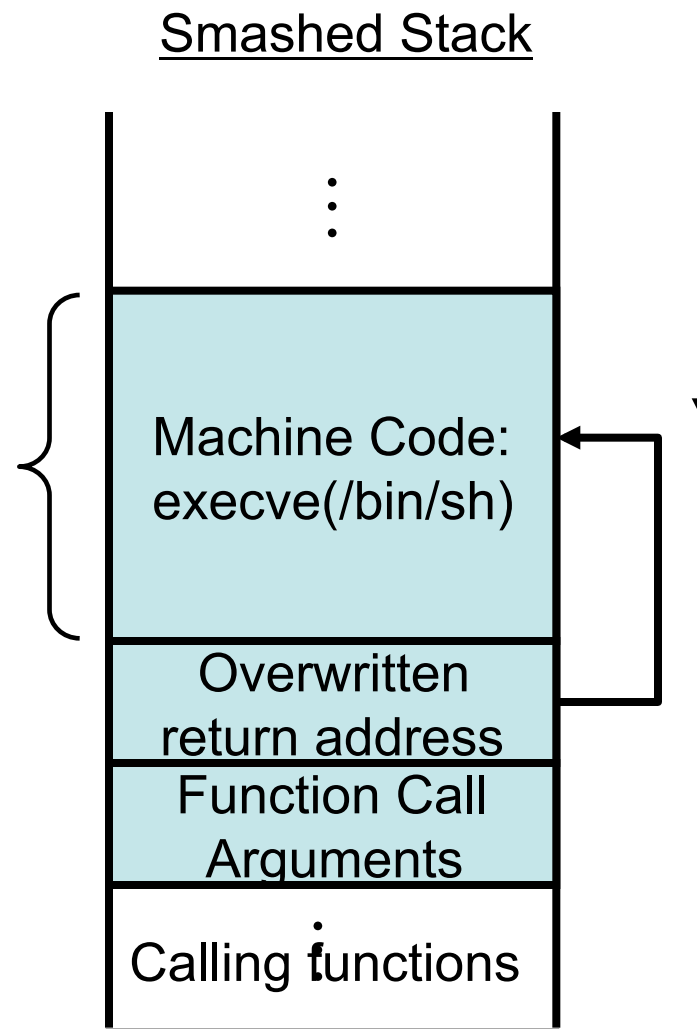 Smashed Stack
Machine Code:
execve(/bin/sh)
Overwritten
return address
Function Call
Arguments
Calling functions